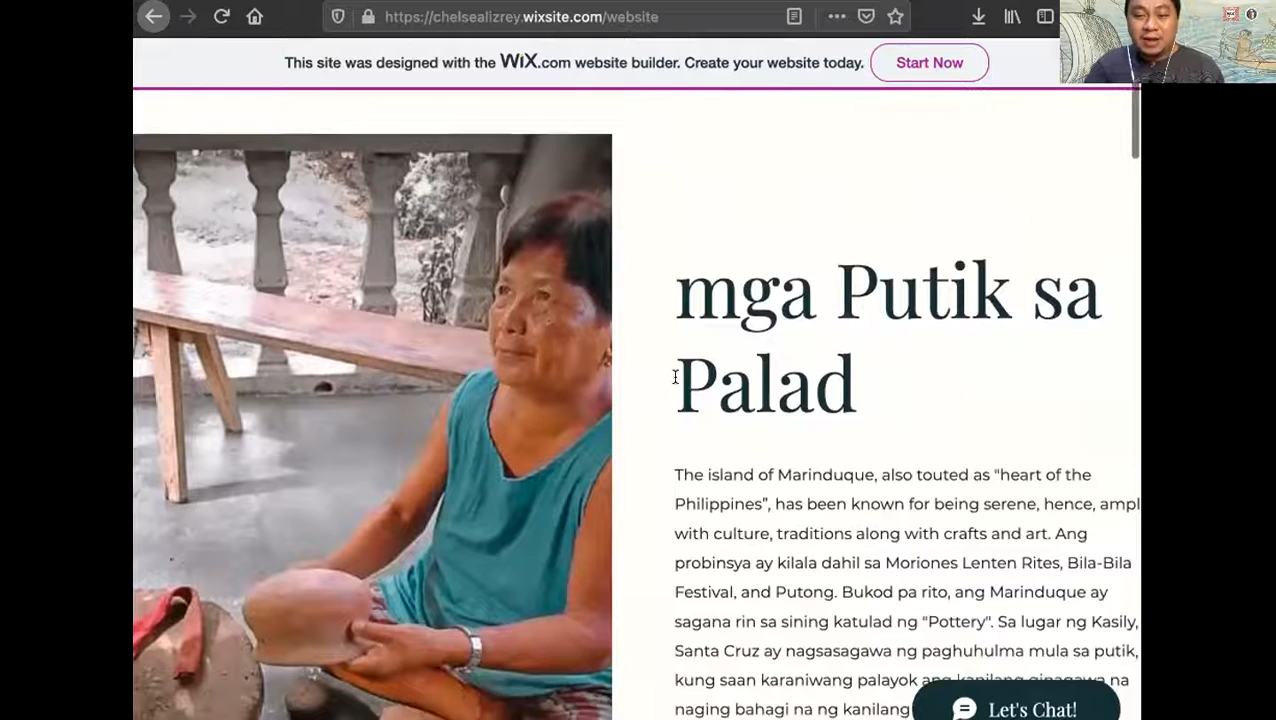 https://chelsealizrey.wixsite.com/website
This site was designed with the WiX.com website builder. Create your website today.
Start Now
mga Putik sa
Palad
The island of Marinduque, also touted as "heart of the
Philippines”, has been known for being serene, hence, ampl
with culture, traditions along with crafts and art. Ang
probinsya ay kilala dahil sa Moriones Lenten Rites, Bila-Bila
Festival, and Putong. Bukod pa rito, ang Marinduque ay
sagana rin sa sining katulad ng "Pottery". Sa lugar ng Kasily,
Santa Cruz ay nagsasagawa ng paghuhulma mula sa putik,
kung saan karaniwang palayok ang kanilang ginagawa na
naging bahagi na ng kanilang
Let's Chat!